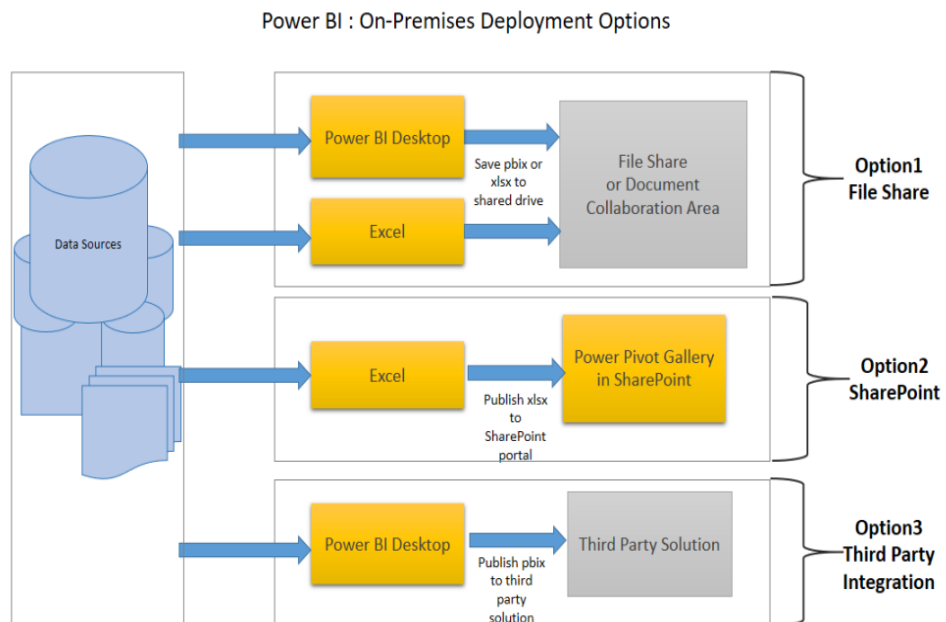 Power BI : On-Premises Deployment Options
Data Sources
Power BI Desktop
Save pbix or
xlsx to
shared drive
Excel
File Share
or Document
Collaboration Area
Option1
File Share
Excel
Publish xlsx
to
SharePoint
portal
Power Pivot Gallery
in SharePoint
Option2
SharePoint
Power BI Desktop
Publish pbix
to third
party
solution
Third Party Solution
Option3
Third Party
Integration